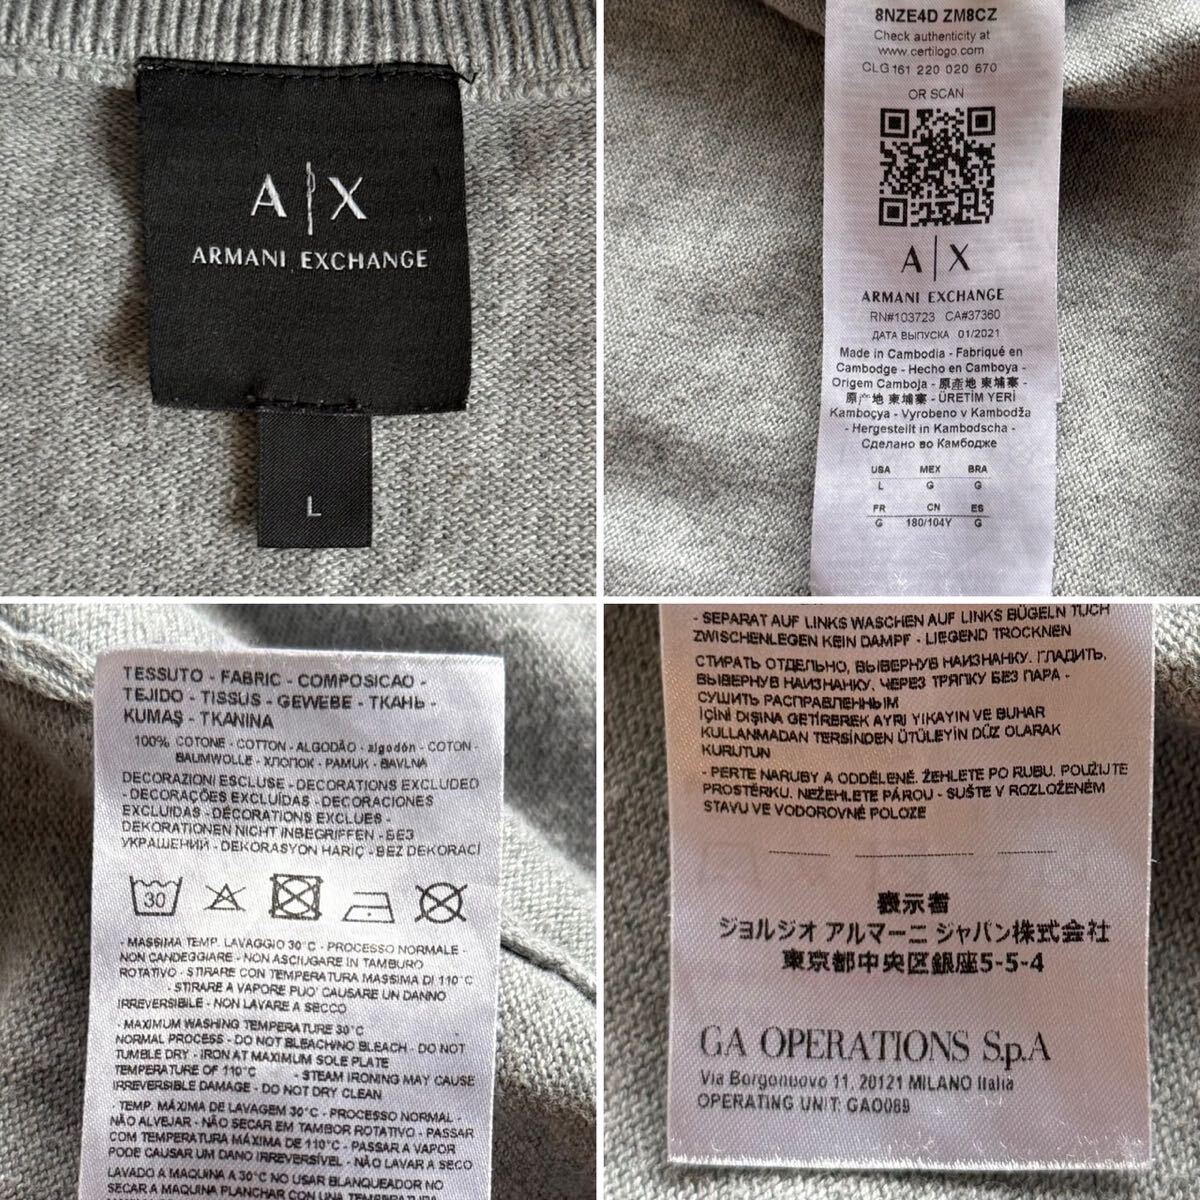 A|X
ARMANI EXCHANGE
L
8NZE4D ZM8CZ
Check authenticity at
www.certilogo.com
CLG 161 220 020 670
OR SCAN
A|X
ARMANI EXCHANGE
RN#103723 CA#37360
ДАТА ВЫПУСКА 01/2021
Made in Cambodia - Fabriqué en
Cambodge - Hecho en Camboya -
Origem Camboja - 原產地 柬埔寨 -
原产地 柬埔寨 - ÜRETİM YERİ
Kamboçya - Vyrobeno v Kambodža
- Hergestellt in Kambodscha -
Сделано во Камбодже
USA MEX BRA
L G G
FR CN ES
G 180/104Y G
TESSUTO - FABRIC - COMPOSICAO -
TEJIDO - TISSUS - GEWEBE - ТКАНЬ -
KUMAŞ - TKANINA
100% COTONE - COTTON - ALGODÃO - algodón - COTON -
BAUMWOLLE - ХЛОПОК - PAMUK - BAVLNA
DECORAZIONI ESCLUSE - DECORATIONS EXCLUDED
- DECORAÇÕES EXCLUÍDAS - DECORACIONES
EXCLUIDAS - DÉCORATIONS EXCLUES -
DEKORATIONEN NICHT INBEGRIFFEN - БЕЗ
УКРАШЕНИЙ - DEKORASYON HARIÇ - BEZ DEKORACÍ
30
- MASSIMA TEMP. LAVAGGIO 30°C - PROCESSO NORMALE -
NON CANDEGGIARE - NON ASCIUGARE IN TAMBURO
ROTATIVO - STIRARE CON TEMPERATURA MASSIMA DI 110°C
- STIRARE A VAPORE PUO' CAUSARE UN DANNO
IRREVERSIBILE - NON LAVARE A SECCO
- MAXIMUM WASHING TEMPERATURE 30°C
NORMAL PROCESS - DO NOT BLEACH/NO BLEACH - DO NOT
TUMBLE DRY - IRON AT MAXIMUM SOLE PLATE
TEMPERATURE OF 110°C - STEAM IRONING MAY CAUSE
IRREVERSIBLE DAMAGE - DO NOT DRY CLEAN
- TEMP. MÁXIMA DE LAVAGEM 30°C - PROCESSO NORMAL -
NÃO ALVEJAR - NÃO SECAR EM TAMBOR ROTATIVO - PASSAR
COM TEMPERATURA MÁXIMA DE 110°C - PASSAR A VAPOR
PODE CAUSAR UM DANO IRREVERSÍVEL - NÃO LAVAR A SECO
LAVADO A MAQUINA A 30°C NO USAR BLANQUEADOR NO
SECAR A MAQUINA PLANCHAR CON UNA TEMPERATURA
- SEPARAT AUF LINKS WASCHEN AUF LINKS BÜGELN TUCH
ZWISCHENLEGEN KEIN DAMPF - LIEGEND TROCKNEN
СТИРАТЬ ОТДЕЛЬНО, ВЫВЕРНУВ НАИЗНАНКУ. ГЛАДИТЬ,
ВЫВЕРНУВ НАИЗНАНКУ, ЧЕРЕЗ ТРЯПКУ БЕЗ ПАРА -
СУШИТЬ РАСПРАВЛЕННЫМ
İÇİNİ DIŞINA GETİREREK AYRI YIKAYIN VE BUHAR
KULLANMADAN TERSİNDEN ÜTÜLEYİN DÜZ OLARAK
KURUTUN
- PERTE NARUBY A ODDĚLENĚ. ŽEHLETE PO RUBU. POUŽIJTE
PROSTĚRKU. NEŽEHLETE PÁROU - SUŠTE V ROZLOŽENÉM
STAVU VE VODOROVNÉ POLOZE
表示者
ジョルジオ アルマーニ ジャパン株式会社
東京都中央区銀座5-5-4
GA OPERATIONS S.p.A
Via Borgonuovo 11, 20121 MILANO Italia
OPERATING UNIT: GAO089